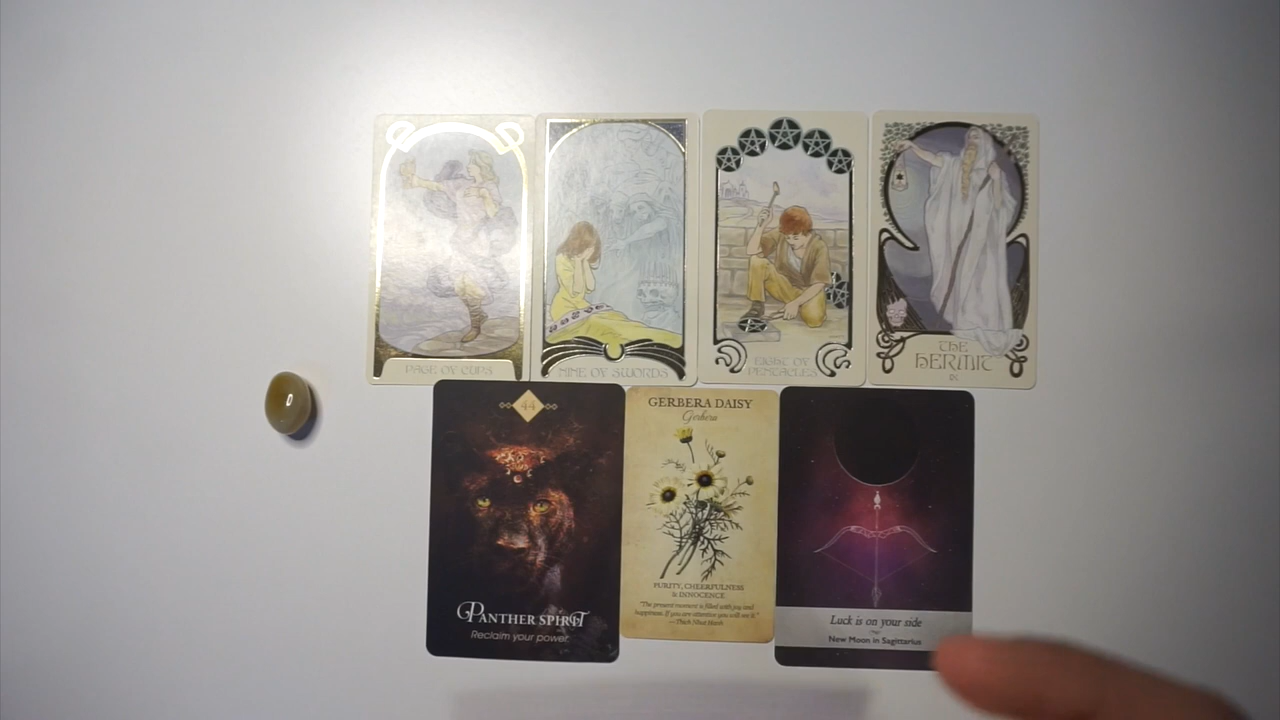 PAGE OF CUPS
NINE OF SWORDS
EIGHT OF
PENTACLES
THE
HERMIT
IX
44
PANTHER SPIRIT
Reclaim your power
GERBERA DAISY
Gerbera
PURITY, CHEERFULNESS
& INNOCENCE
"The present moment is filled with joy and
happiness. If you are attentive you will see it."
—Thich Nhat Hanh
Luck is on your side
New Moon in Sagittarius